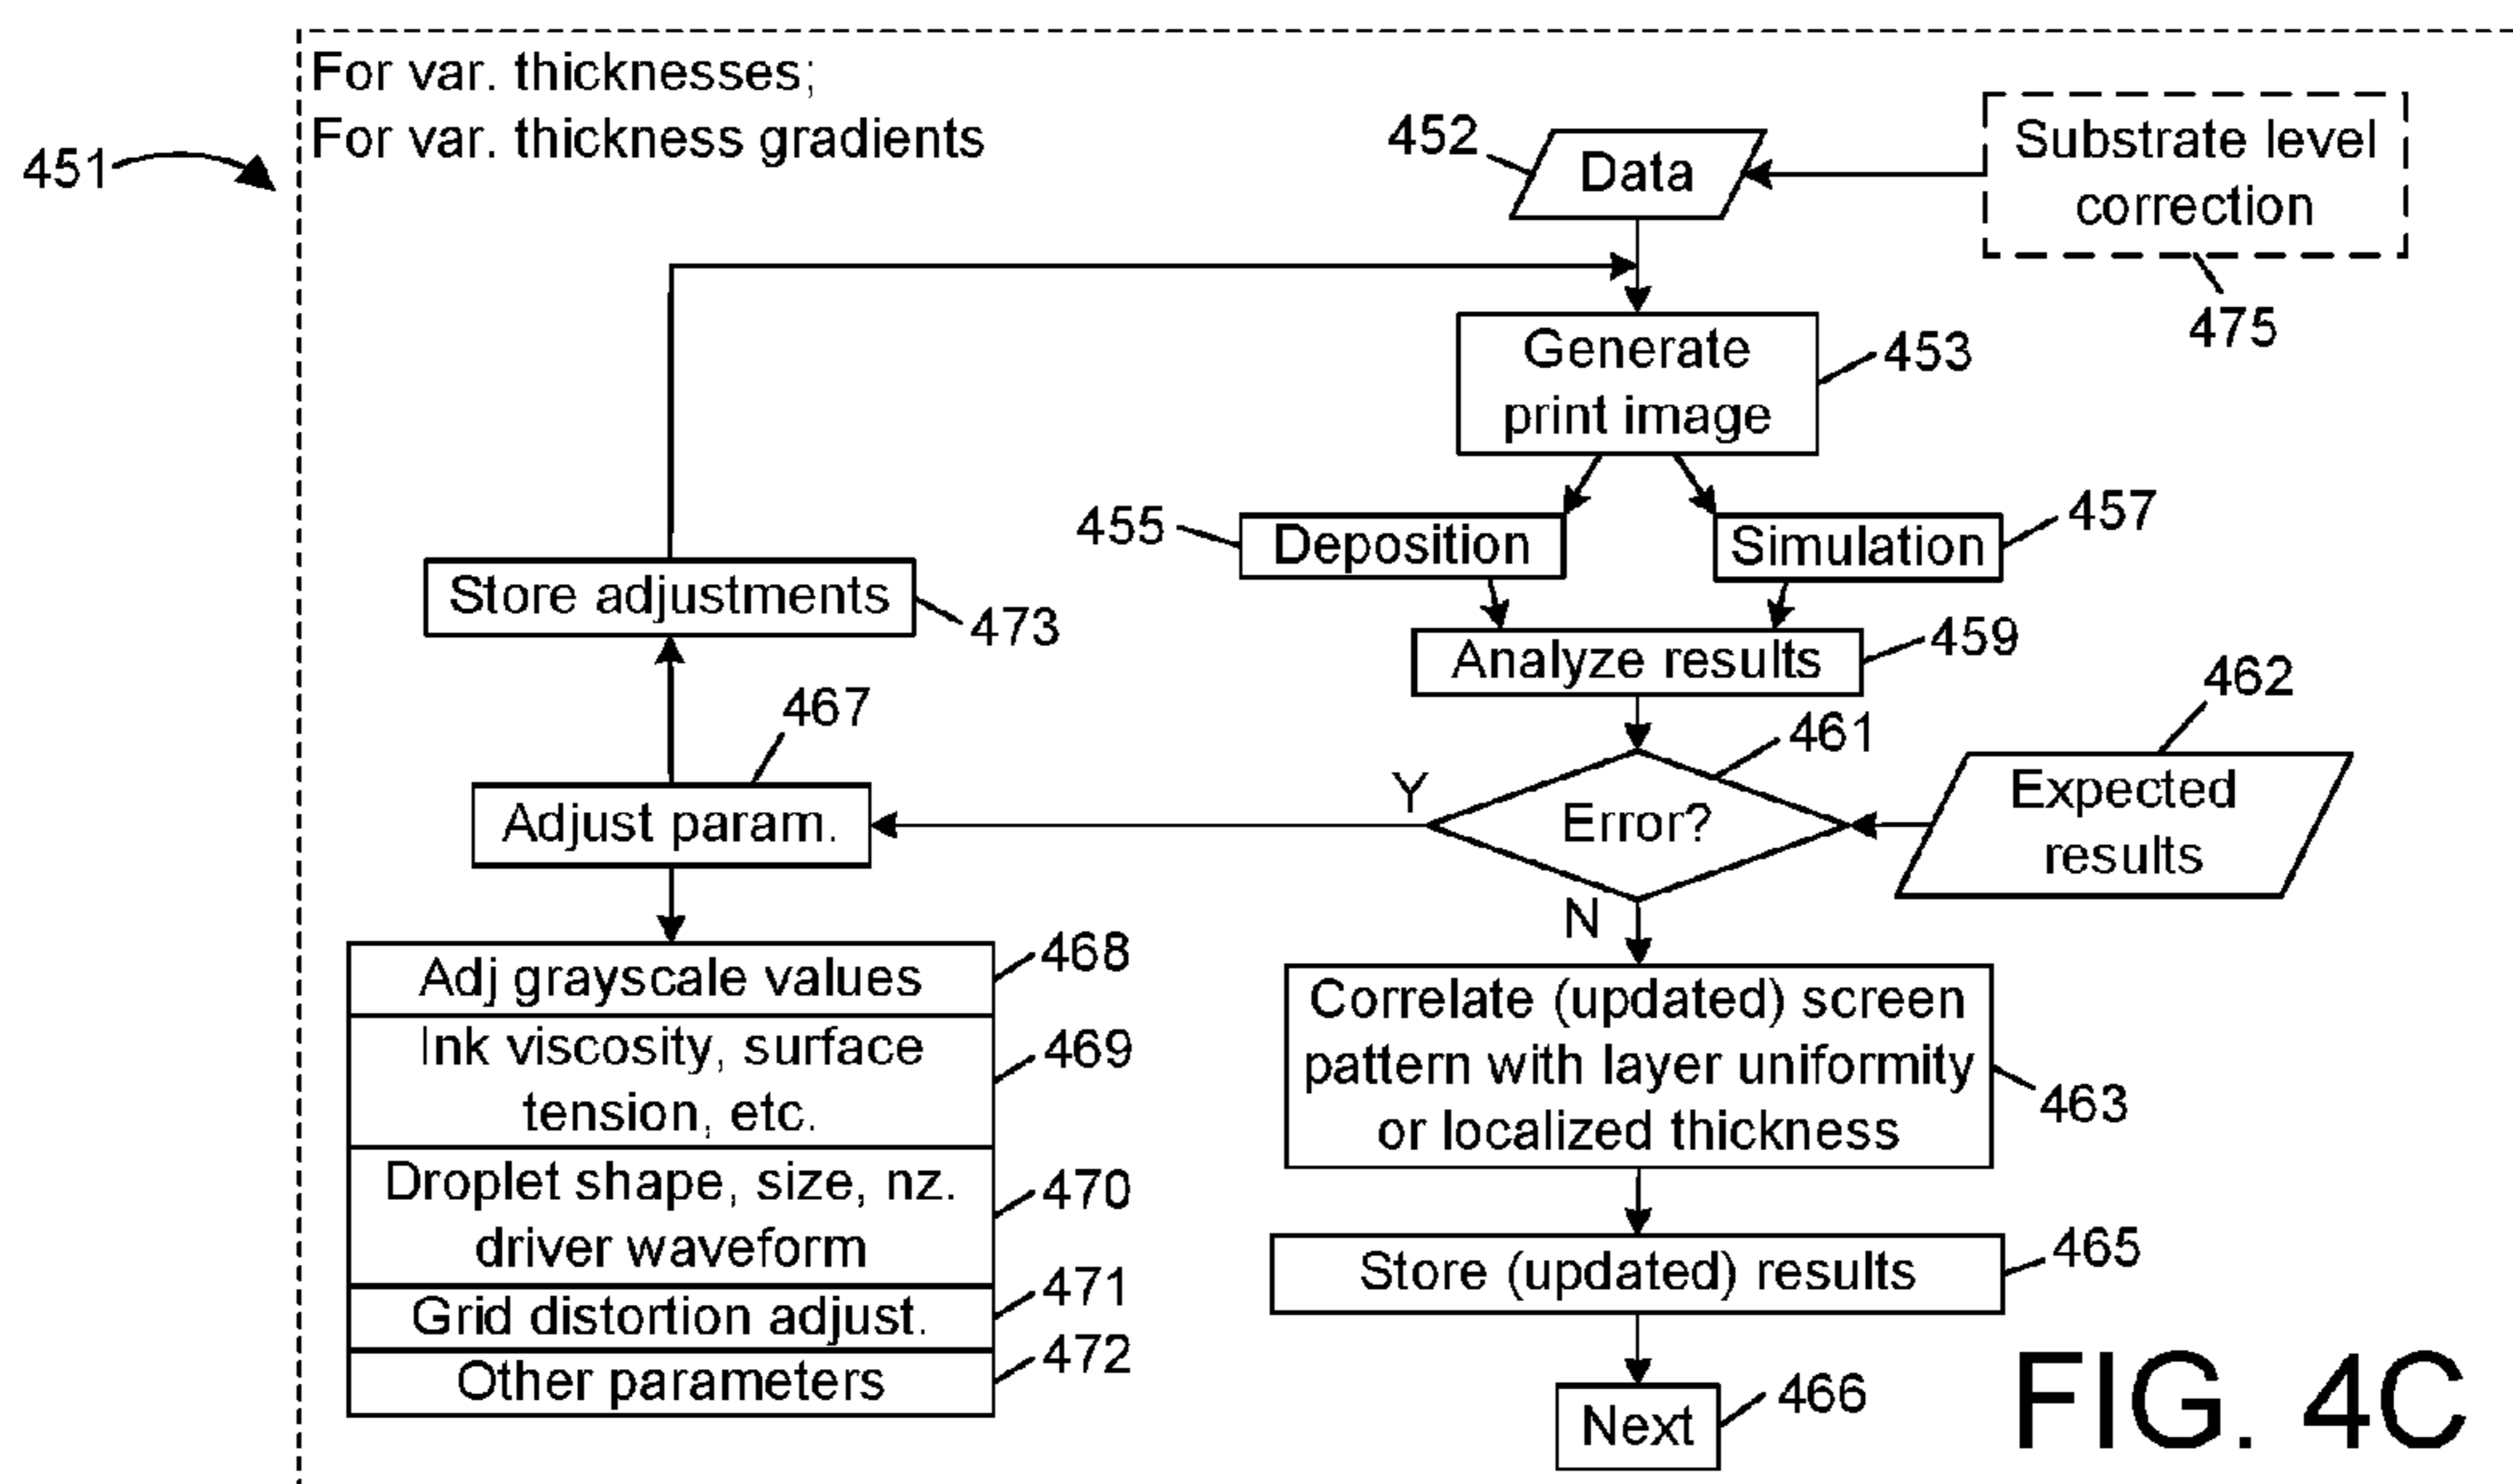 For var. thicknesses;
For var. thickness gradients
451
452
Data
Substrate level
correction
475
Generate
print image
453
455
Deposition
Simulation
457
Store adjustments
473
Analyze results
459
462
467
461
Adjust param.
Y
Error?
Expected
results
N
Adj grayscale values
468
Ink viscosity, surface
tension, etc.
469
Droplet shape, size, nz.
driver waveform
470
Grid distortion adjust.
471
Other parameters
472
Correlate (updated) screen
pattern with layer uniformity
or localized thickness
463
Store (updated) results
465
Next
466
FIG. 4C